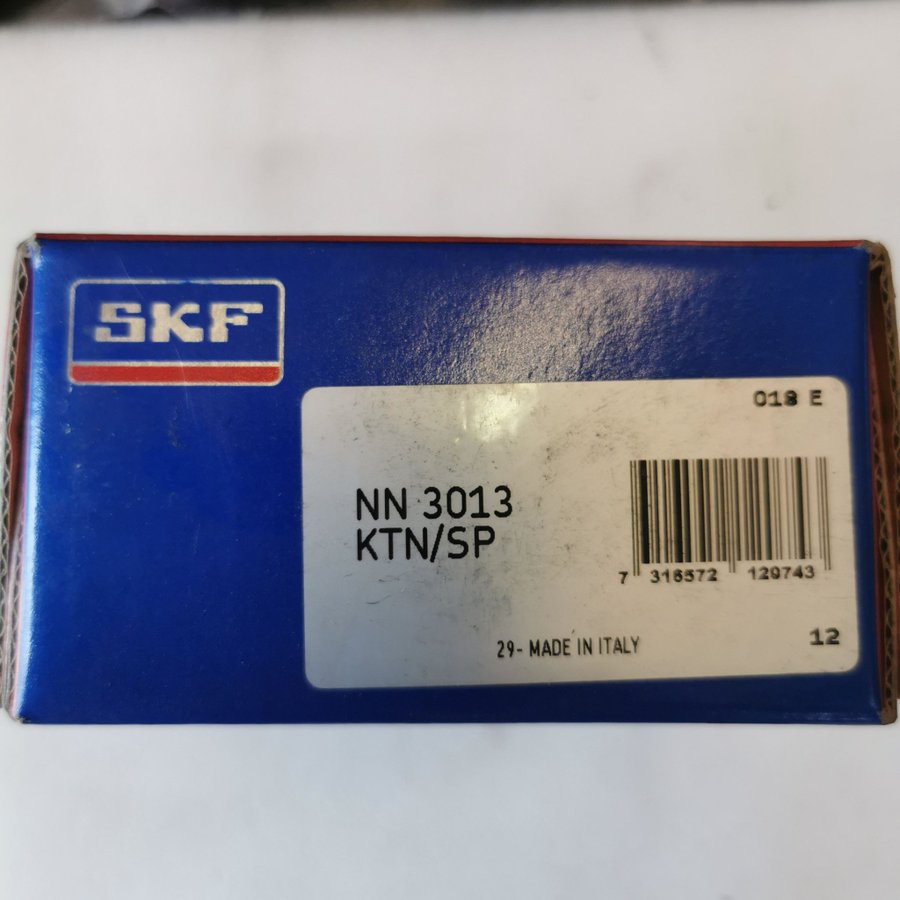 SKF
018 E
NN 3013
KTN/SP
7 316572 129743
12
29- MADE IN ITALY